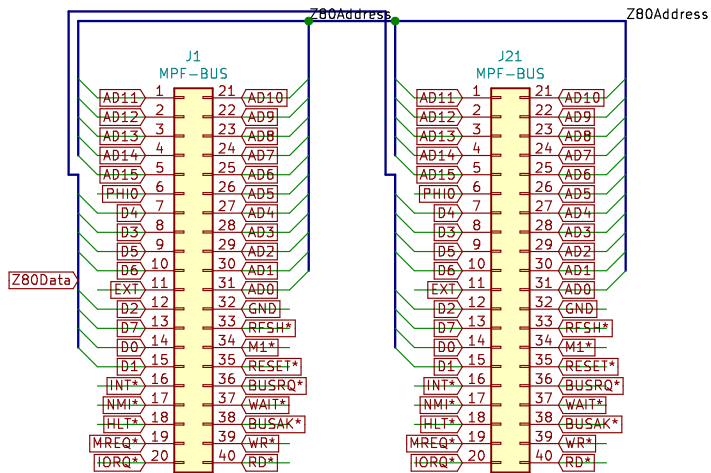 Z80Address Z80Address
J1 J21
MPF-BUS MPF-BUS
AD11 1 21 AD10 AD11 1 21 AD10
AD12 2 22 AD9 AD12 2 22 AD9
AD13 3 23 AD8 AD13 3 23 AD8
AD14 4 24 AD7 AD14 4 24 AD7
AD15 5 25 AD6 AD15 5 25 AD6
PHI0 6 26 AD5 PHI0 6 26 AD5
D4 7 27 AD4 D4 7 27 AD4
D3 8 28 AD3 D3 8 28 AD3
D5 9 29 AD2 D5 9 29 AD2
D6 10 30 AD1 D6 10 30 AD1
Z80Data
EXT 11 31 AD0 EXT 11 31 AD0
D2 12 32 GND D2 12 32 GND
D7 13 33 RFSH* D7 13 33 RFSH*
D0 14 34 M1* D0 14 34 M1*
D1 15 35 RESET* D1 15 35 RESET*
INT* 16 36 BUSRQ* INT* 16 36 BUSRQ*
NMI* 17 37 WAIT* NMI* 17 37 WAIT*
HLT* 18 38 BUSAK* HLT* 18 38 BUSAK*
MREQ* 19 39 WR* MREQ* 19 39 WR*
IORQ* 20 40 RD* IORQ* 20 40 RD*